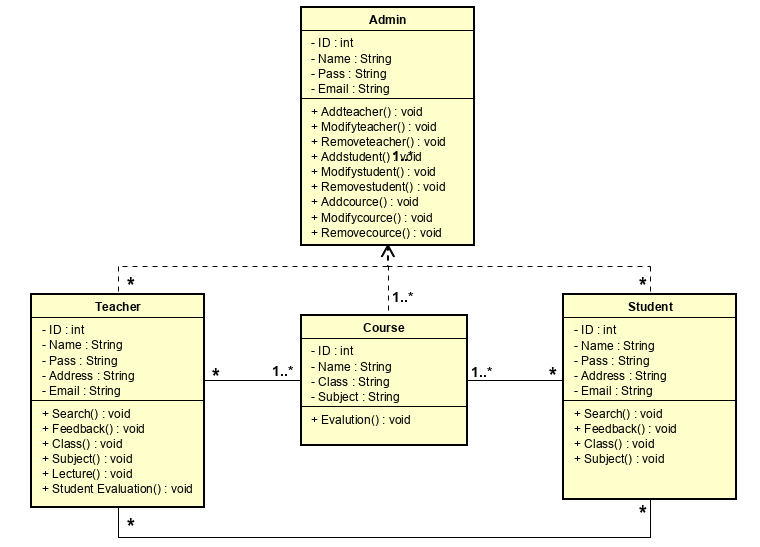 Admin
- ID : int
- Name : String
- Pass : String
- Email : String
+ Addteacher() : void
+ Modifyteacher() : void
+ Removeteacher() : void
+ Addstudent() : void
1..*
+ Modifystudent() : void
+ Removestudent() : void
+ Addcource() : void
+ Modifycource() : void
+ Removecource() : void
*
1..*
*
Teacher
- ID : int
- Name : String
- Pass : String
- Address : String
- Email : String
+ Search() : void
+ Feedback() : void
+ Class() : void
+ Subject() : void
+ Lecture() : void
+ Student Evaluation() : void
*
1..*
Course
- ID : int
- Name : String
- Class : String
- Subject : String
+ Evalution() : void
1..*
*
Student
- ID : int
- Name : String
- Pass : String
- Address : String
- Email : String
+ Search() : void
+ Feedback() : void
+ Class() : void
+ Subject() : void
*
*